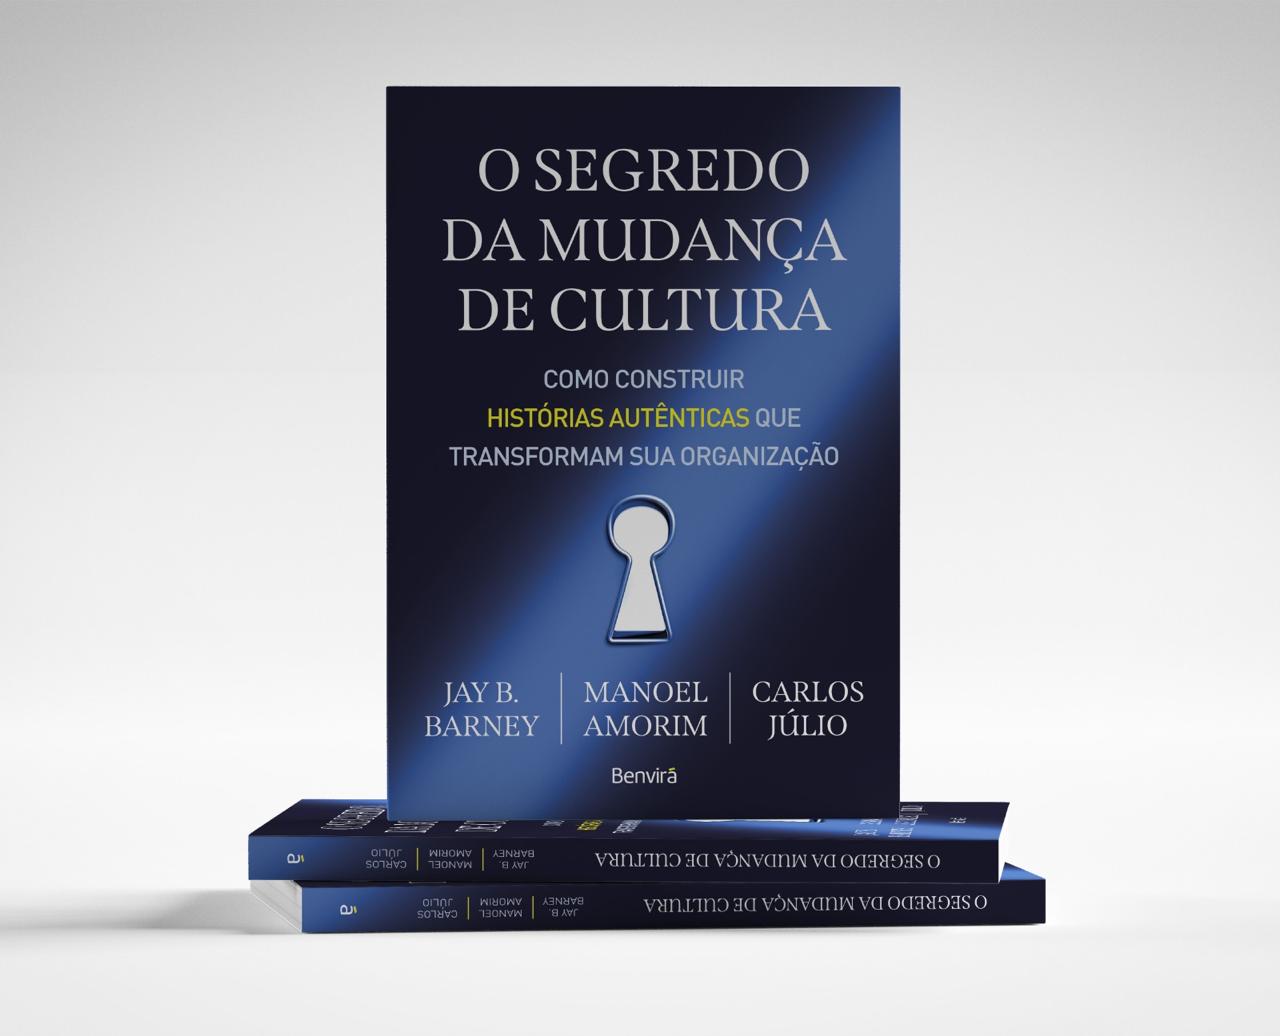 O SEGREDO
DA MUDANÇA
DE CULTURA
COMO CONSTRUIR
HISTÓRIAS AUTÊNTICAS QUE
TRANSFORMAM SUA ORGANIZAÇÃO
JAY B.
BARNEY
MANOEL
AMORIM
CARLOS
JÚLIO
Benvirá
O SEGREDO DA MUDANÇA DE CULTURA
JAY B.
BARNEY
MANOEL
AMORIM
CARLOS
JÚLIO
O SEGREDO DA MUDANÇA DE CULTURA
JAY B.
BARNEY
MANOEL
AMORIM
CARLOS
JÚLIO